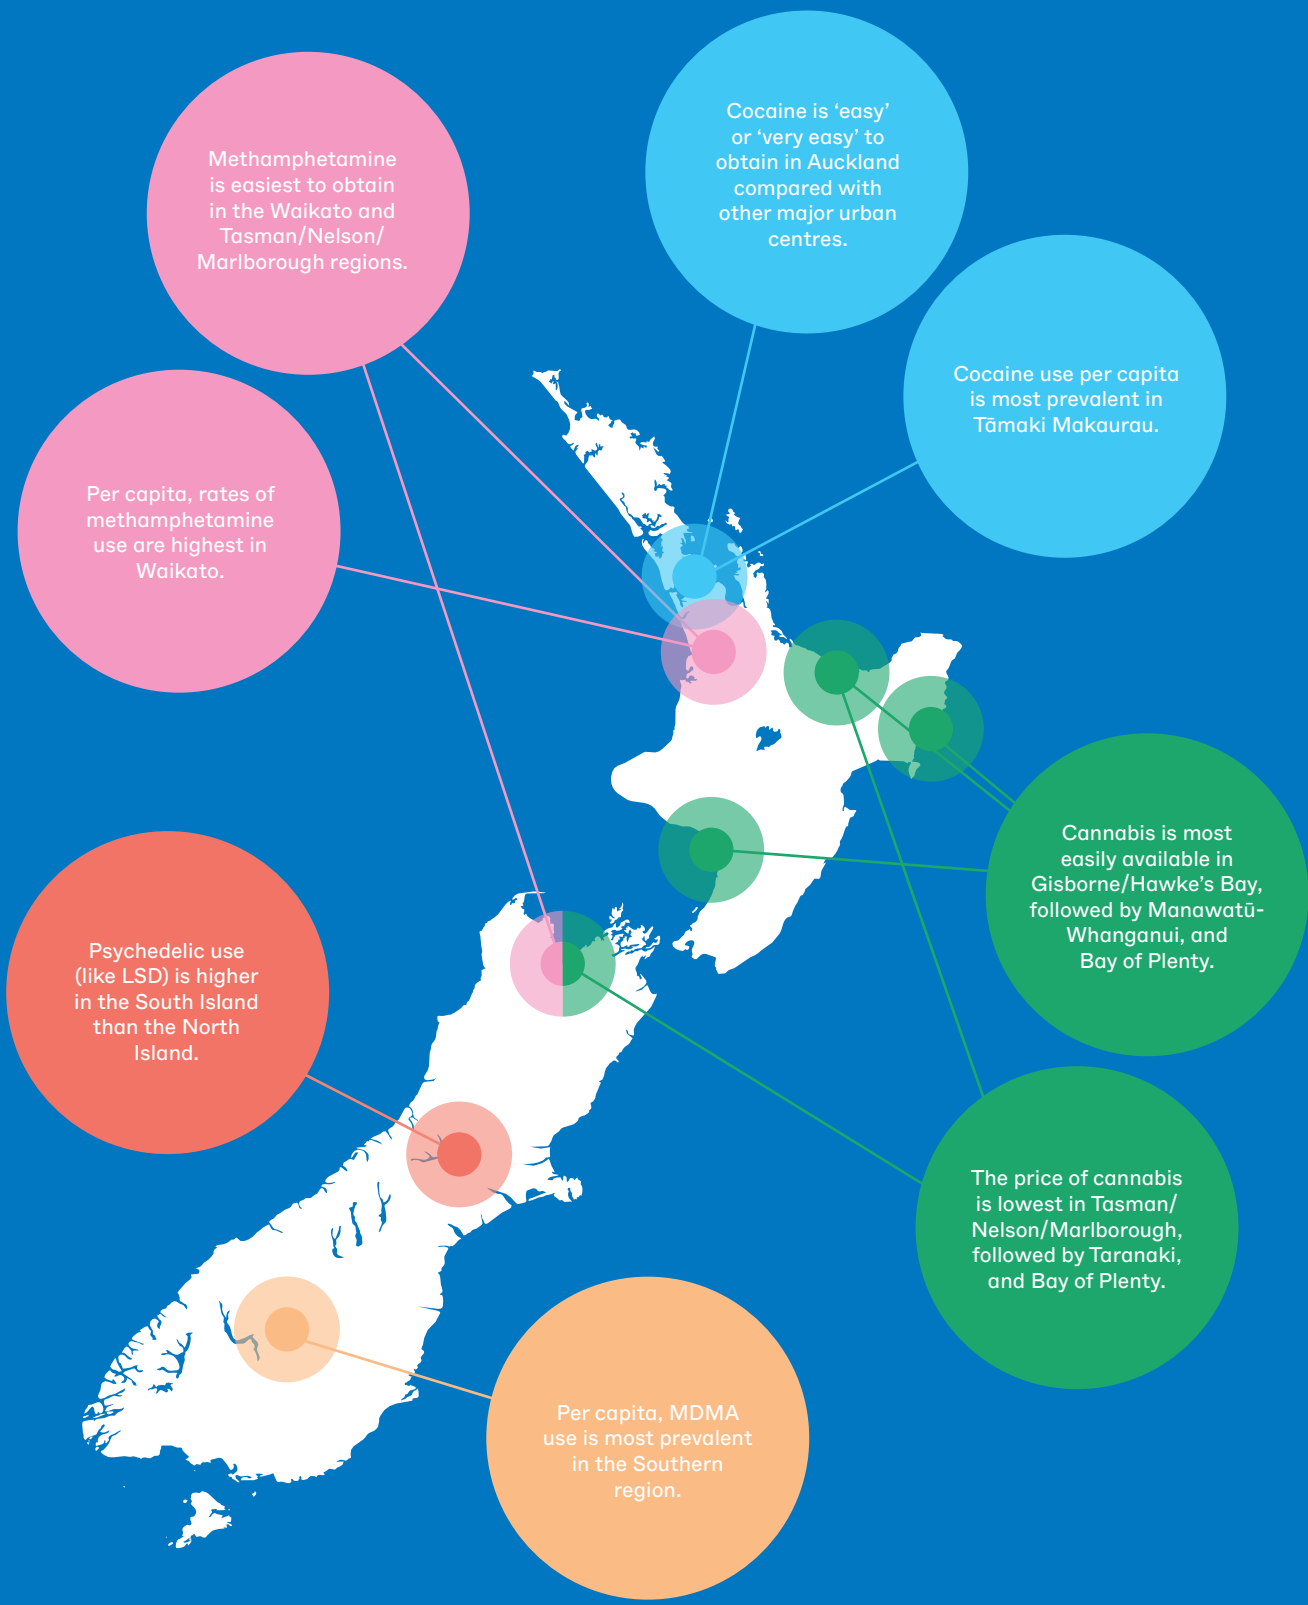 Methamphetamine
is easiest to obtain
in the Waikato and
Tasman/Nelson/
Marlborough regions.
Cocaine is ‘easy’
or ‘very easy’ to
obtain in Auckland
compared with
other major urban
centres.
Cocaine use per capita
is most prevalent in
Tāmaki Makaurau.
Per capita, rates of
methamphetamine
use are highest in
Waikato.
Cannabis is most
easily available in
Gisborne/Hawke’s Bay,
followed by Manawatū-
Whanganui, and
Bay of Plenty.
Psychedelic use
(like LSD) is higher
in the South Island
than the North
Island.
The price of cannabis
is lowest in Tasman/
Nelson/Marlborough,
followed by Taranaki,
and Bay of Plenty.
Per capita, MDMA
use is most prevalent
in the Southern
region.